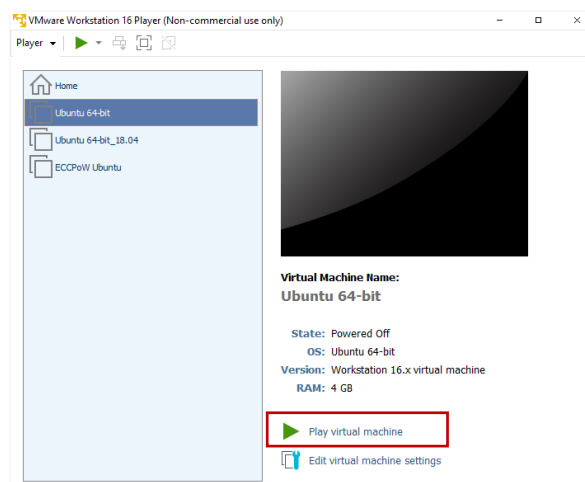 VMware Workstation 16 Player (Non-commercial use only)
Player
Home
Ubuntu 64-bit
Ubuntu 64-bit_18.04
ECCPoW Ubuntu
Virtual Machine Name:
Ubuntu 64-bit
State: Powered Off
OS: Ubuntu 64-bit
Version: Workstation 16.x virtual machine
RAM: 4 GB
Play virtual machine
Edit virtual machine settings